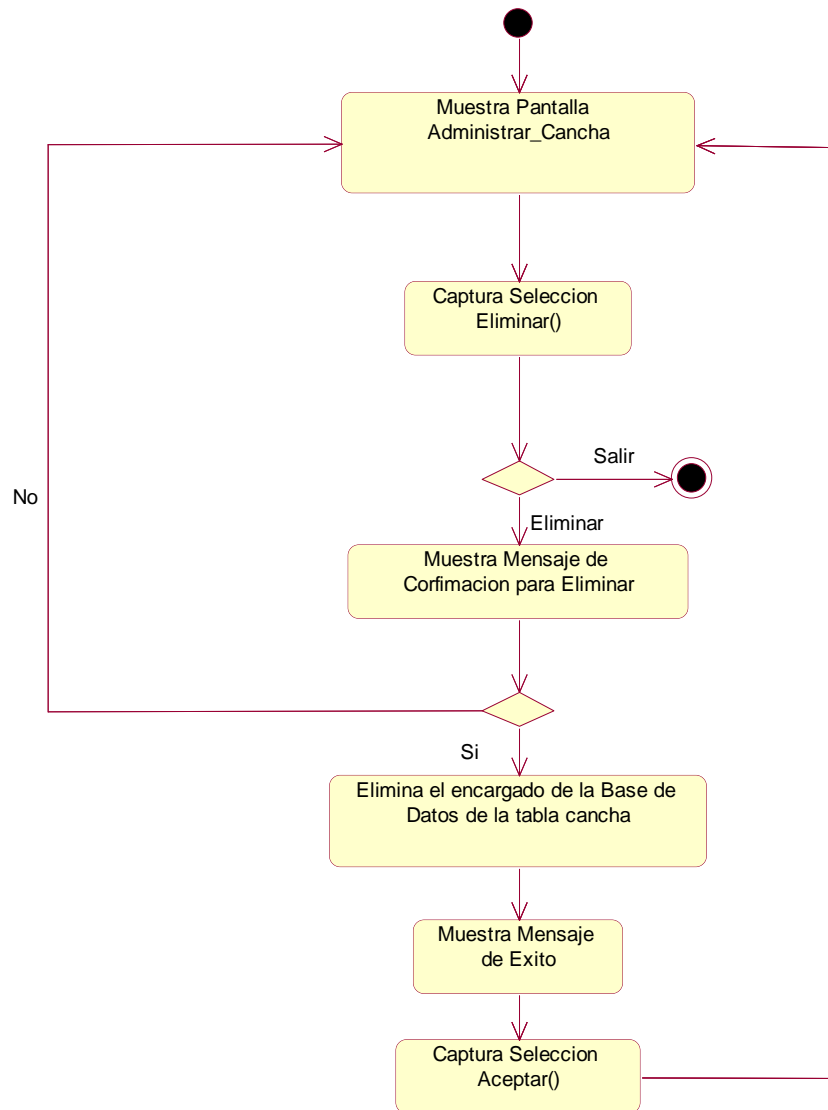 Muestra Pantalla
Administrar_Cancha
Captura Seleccion
Eliminar()
Salir
No
Eliminar
Muestra Mensaje de
Corfimacion para Eliminar
Si
Elimina el encargado de la Base de
Datos de la tabla cancha
Muestra Mensaje
de Exito
Captura Seleccion
Aceptar()